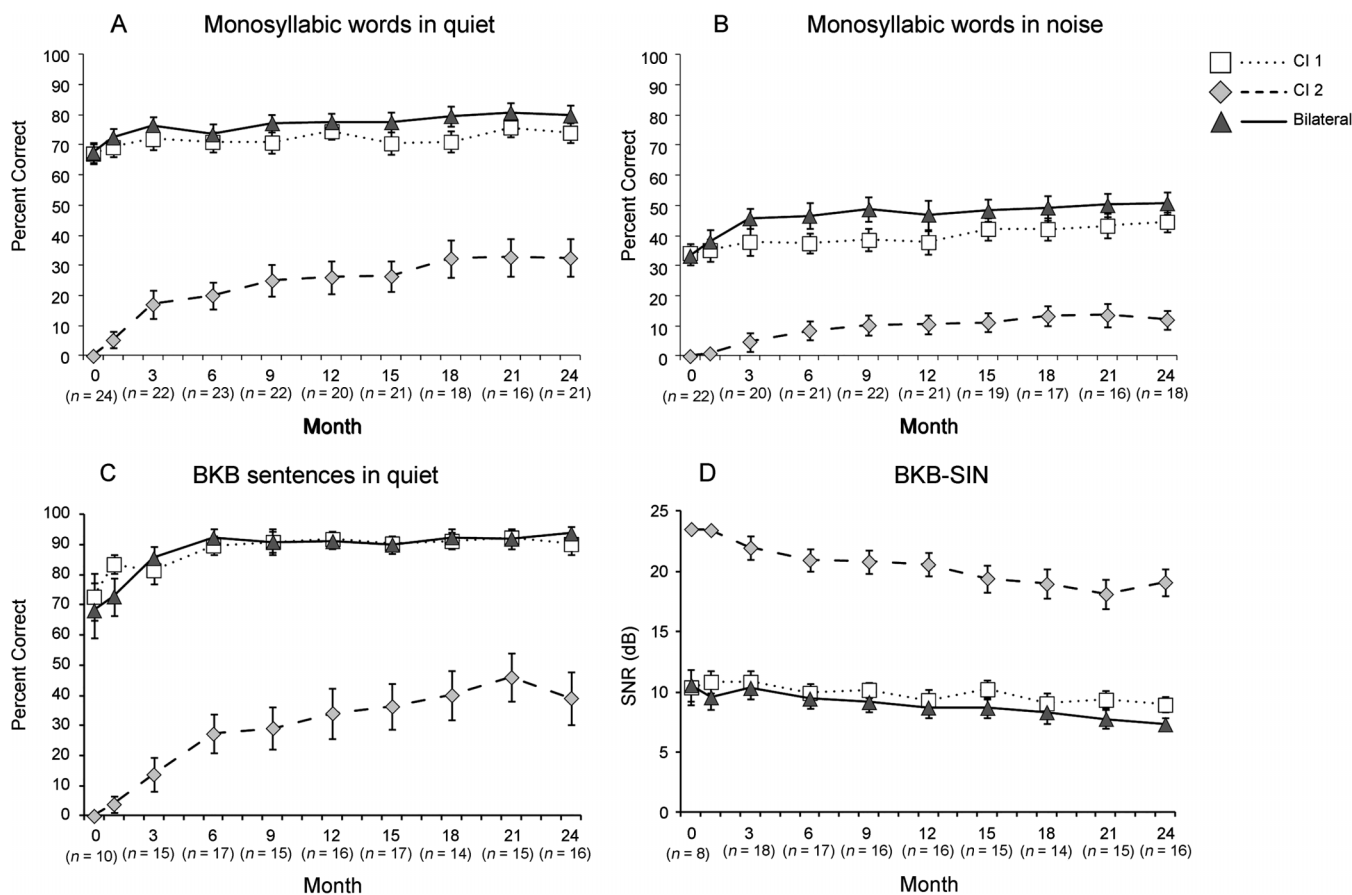 A Monosyllabic words in quiet
100
90
80
70
60
50
40
30
20
10
0
Percent Correct
0 3 6 9 12 15 18 21 24
(n = 24) (n = 22) (n = 23) (n = 22) (n = 20) (n = 21) (n = 18) (n = 16) (n = 21)
Month
B Monosyllabic words in noise
100
90
80
70
60
50
40
30
20
10
0
Percent Correct
0 3 6 9 12 15 18 21 24
(n = 22) (n = 20) (n = 21) (n = 22) (n = 21) (n = 19) (n = 17) (n = 16) (n = 18)
Month
CI 1
CI 2
Bilateral
C BKB sentences in quiet
100
90
80
70
60
50
40
30
20
10
0
Percent Correct
0 3 6 9 12 15 18 21 24
(n = 10) (n = 15) (n = 17) (n = 15) (n = 16) (n = 17) (n = 14) (n = 15) (n = 16)
Month
D BKB-SIN
25
20
15
10
5
0
SNR (dB)
0 3 6 9 12 15 18 21 24
(n = 8) (n = 18) (n = 17) (n = 16) (n = 16) (n = 15) (n = 14) (n = 15) (n = 16)
Month